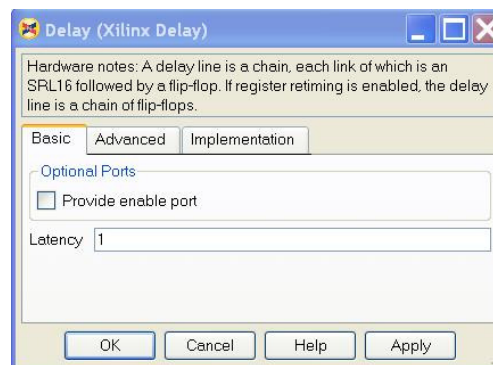 Delay (Xilinx Delay)
Hardware notes: A delay line is a chain, each link of which is an
SRL16 followed by a flip-flop. If register retiming is enabled, the delay
line is a chain of flip-flops.
Basic Advanced Implementation
Optional Ports
Provide enable port
Latency 1
OK Cancel Help Apply